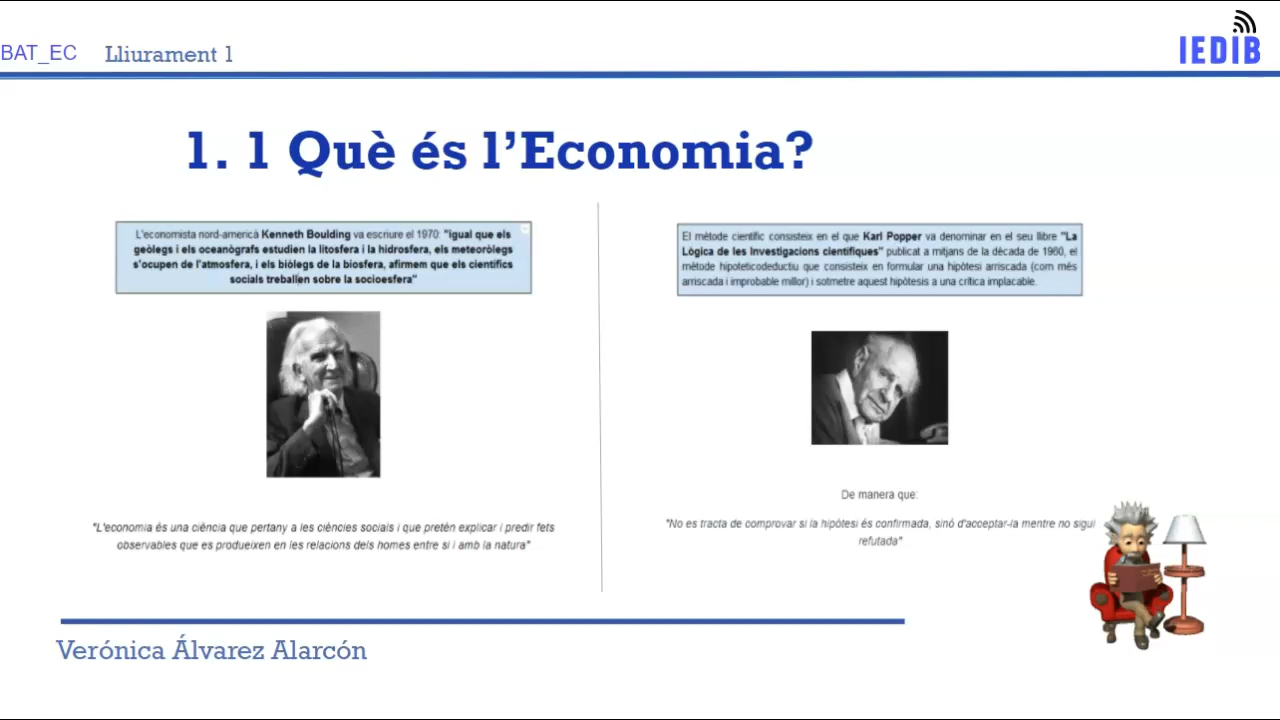 BAT_EC
Lliurament 1
IEDIB
1. 1 Què és l'Economia?
L'economista nord-americà Kenneth Boulding va escriure el 1970: "igual que els
geòlegs i els oceanògrafs estudien la litosfera i la hidrosfera, els meteoròlegs
s'ocupen de l'atmosfera, i els biòlegs de la biosfera, afirmem que els científics
socials treballen sobre la socioesfera"
"L'economia és una ciència que pertany a les ciències socials i que pretén explicar i predir fets
observables que es produeixen en les relacions dels homes entre si i amb la natura"
El mètode científic consisteix en el que Karl Popper va denominar en el seu llibre "La
Lògica de les Investigacions científiques" publicat a mitjans de la dècada de 1960, el
mètode hipoteticodeductiu que consisteix en formular una hipòtesi arriscada (com més
arriscada i improbable millor) i sotmetre aquest hipòtesis a una crítica implacable.
De manera que:
"No es tracta de comprovar si la hipòtesi és confirmada, sinó d'acceptar-la mentre no sigui
refutada"
Verónica Álvarez Alarcón